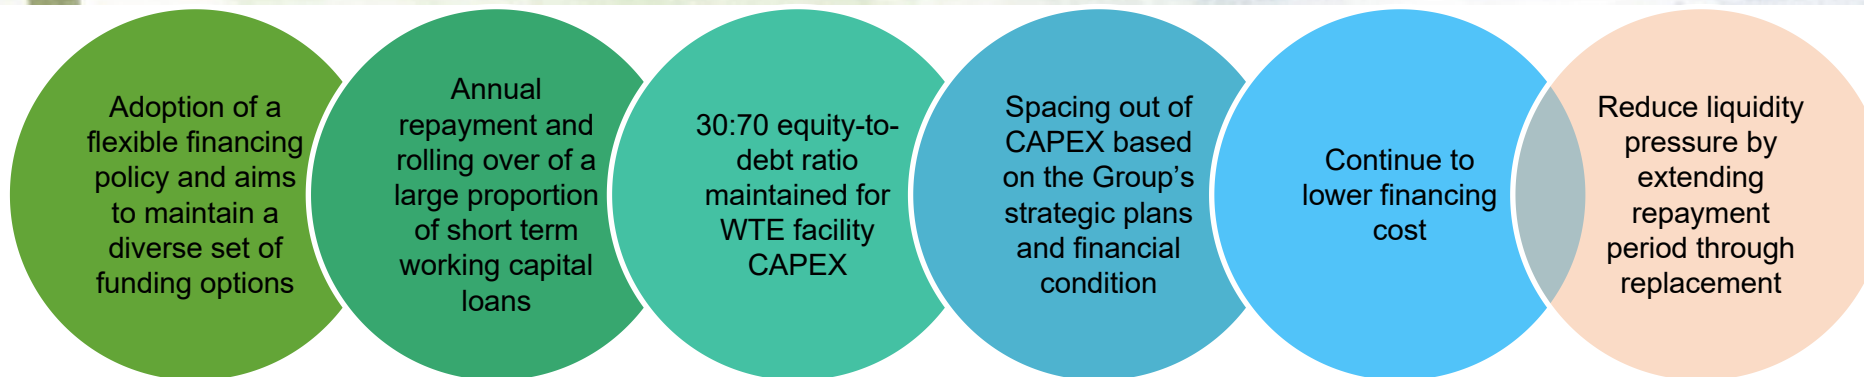 Adoption of a
flexible financing
policy and aims
to maintain a
diverse set of
funding options
Annual
repayment and
rolling over of a
large proportion
of short term
working capital
loans
30:70 equity-to-
debt ratio
maintained for
WTE facility
CAPEX
Spacing out of
CAPEX based
on the Group’s
strategic plans
and financial
condition
Continue to
lower financing
cost
Reduce liquidity
pressure by
extending
repayment
period through
replacement